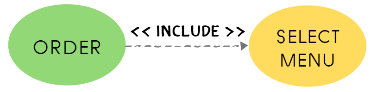 ORDER
<< INCLUDE >>
SELECT
MENU